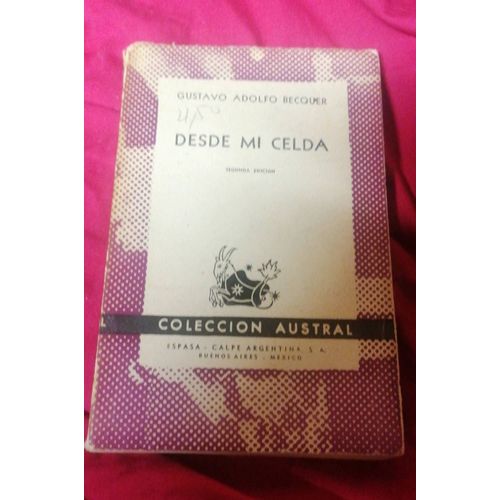 GUSTAVO ADOLFO BECQUER
DESDE MI CELDA
SEGUNDA EDICION
COLECCION AUSTRAL
ESPASA - CALPE ARGENTINA, S. A.
BUENOS AIRES - MEXICO